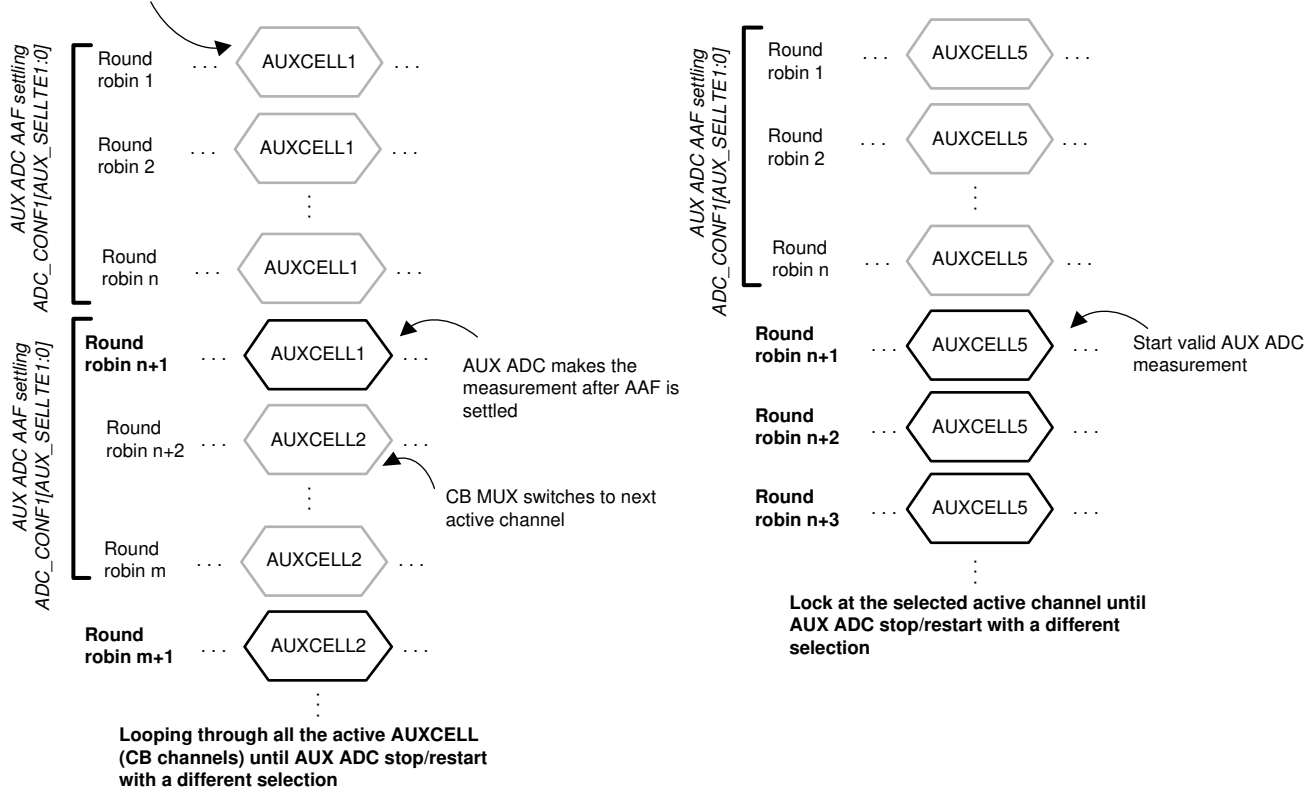 AUX ADC AAF settling
ADC_CONF1[AUX_SELLTE1:0]
Round
robin 1
. . .
AUXCELL1
. . .
Round
robin 2
. . .
AUXCELL1
. . .
Round
robin n
. . .
AUXCELL1
. . .
AUX ADC AAF settling
ADC_CONF1[AUX_SELLTE1:0]
Round
robin n+1
. . .
AUXCELL1
. . .
AUX ADC makes the
measurement after AAF is
settled
Round
robin n+2
. . .
AUXCELL2
. . .
CB MUX switches to next
active channel
Round
robin m
. . .
AUXCELL2
. . .
Round
robin m+1
. . .
AUXCELL2
. . .
Looping through all the active AUXCELL
(CB channels) until AUX ADC stop/restart
with a different selection
AUX ADC AAF settling
ADC_CONF1[AUX_SELLTE1:0]
Round
robin 1
. . .
AUXCELL5
. . .
Round
robin 2
. . .
AUXCELL5
. . .
Round
robin n
. . .
AUXCELL5
. . .
Round
robin n+1
. . .
AUXCELL5
. . .
Start valid AUX ADC
measurement
Round
robin n+2
. . .
AUXCELL5
. . .
Round
robin n+3
. . .
AUXCELL5
. . .
Lock at the selected active channel until
AUX ADC stop/restart with a different
selection